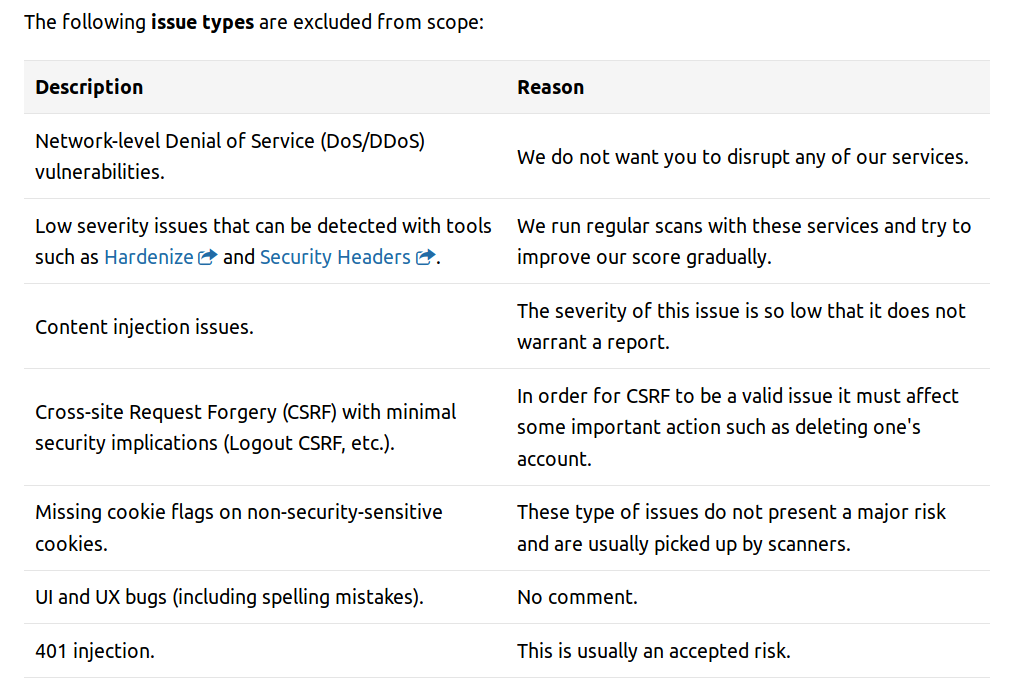 The following issue types are excluded from scope:
Description
Reason
Network-level Denial of Service (DoS/DDoS)
vulnerabilities.
We do not want you to disrupt any of our services.
Low severity issues that can be detected with tools
such as Hardenize and Security Headers.
We run regular scans with these services and try to
improve our score gradually.
Content injection issues.
The severity of this issue is so low that it does not
warrant a report.
Cross-site Request Forgery (CSRF) with minimal
security implications (Logout CSRF, etc.).
In order for CSRF to be a valid issue it must affect
some important action such as deleting one's
account.
Missing cookie flags on non-security-sensitive
cookies.
These type of issues do not present a major risk
and are usually picked up by scanners.
UI and UX bugs (including spelling mistakes).
No comment.
401 injection.
This is usually an accepted risk.